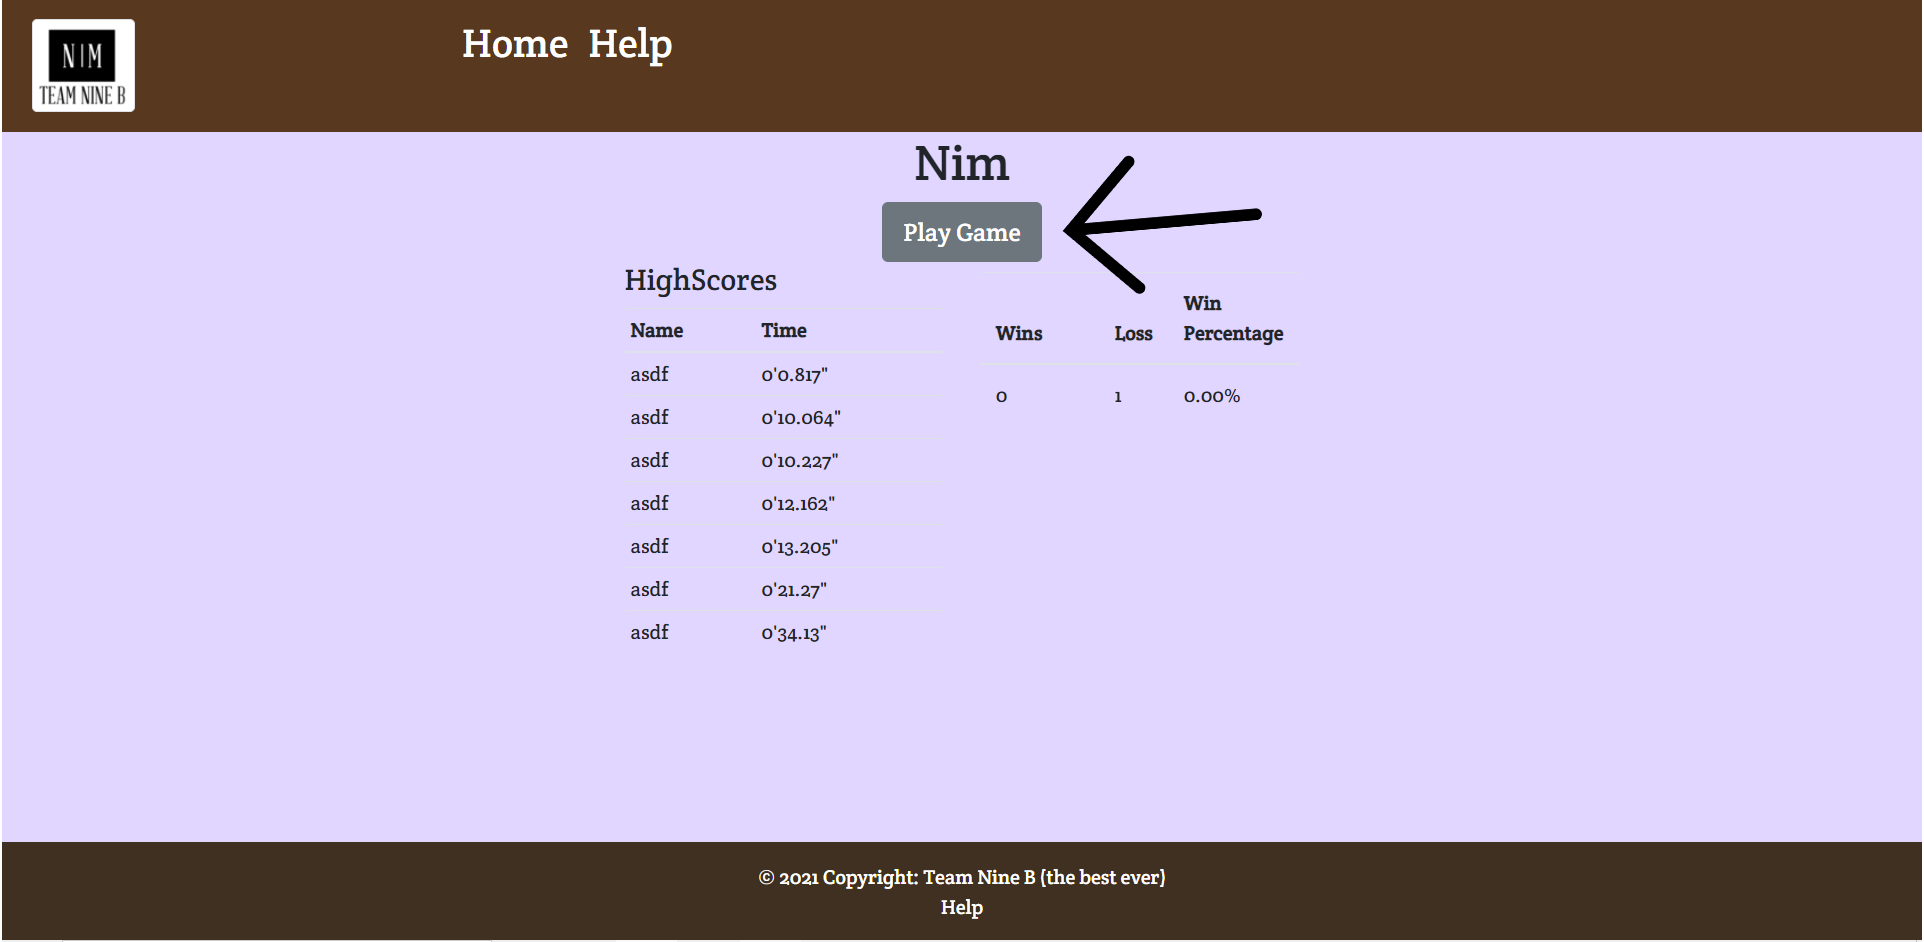 N|M
TEAM NINE B
Home Help
Nim
Play Game
HighScores
Name Time
asdf 0'0.817"
asdf 0'10.064"
asdf 0'10.227"
asdf 0'12.162"
asdf 0'13.205"
asdf 0'21.27"
asdf 0'34.13"
Wins Loss Win Percentage
0 1 0.00%
© 2021 Copyright: Team Nine B (the best ever)
Help